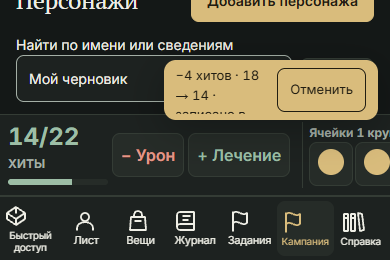 Персонажи
Добавить персонажа
Найти по имени или сведениям
Мой черновик
−4 хитов · 18
→ 14 ·
Отменить
14/22
ХИТЫ
− Урон
+ Лечение
Ячейки 1 кру
Быстрый
доступ
Лист
Вещи
Журнал
Задания
Кампания
Справка